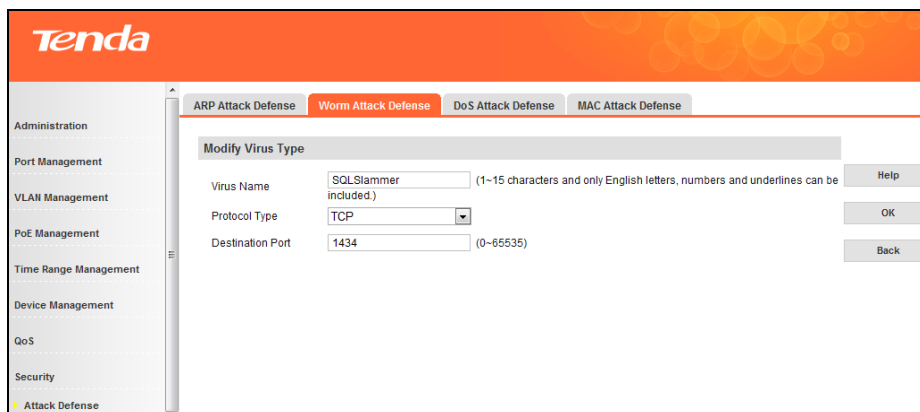 Tenda
ARP Attack Defense
Worm Attack Defense
DoS Attack Defense
MAC Attack Defense
Administration
Port Management
VLAN Management
PoE Management
Time Range Management
Device Management
QoS
Security
Attack Defense
Modify Virus Type
Virus Name
SQLSlammer
(1~15 characters and only English letters, numbers and underlines can be
included.)
Protocol Type
TCP
Destination Port
1434
(0~65535)
Help
OK
Back